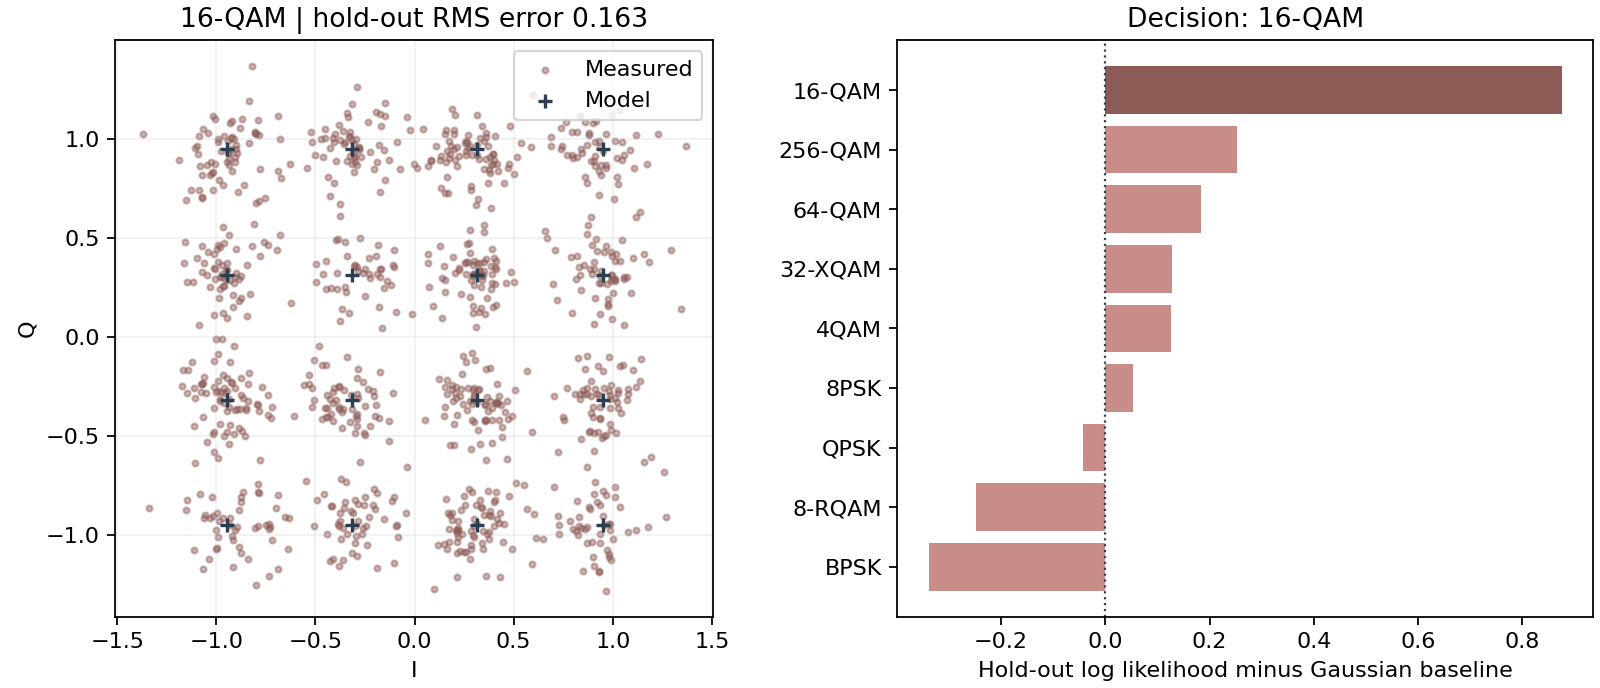 16-QAM | hold-out RMS error 0.163
Measured
Model
1.0
0.5
0.0
−0.5
−1.0
Q
−1.5
−1.0
−0.5
0.0
0.5
1.0
1.5
I
Decision: 16-QAM
16-QAM
256-QAM
64-QAM
32-XQAM
4QAM
8PSK
QPSK
8-RQAM
BPSK
−0.2
0.0
0.2
0.4
0.6
0.8
Hold-out log likelihood minus Gaussian baseline